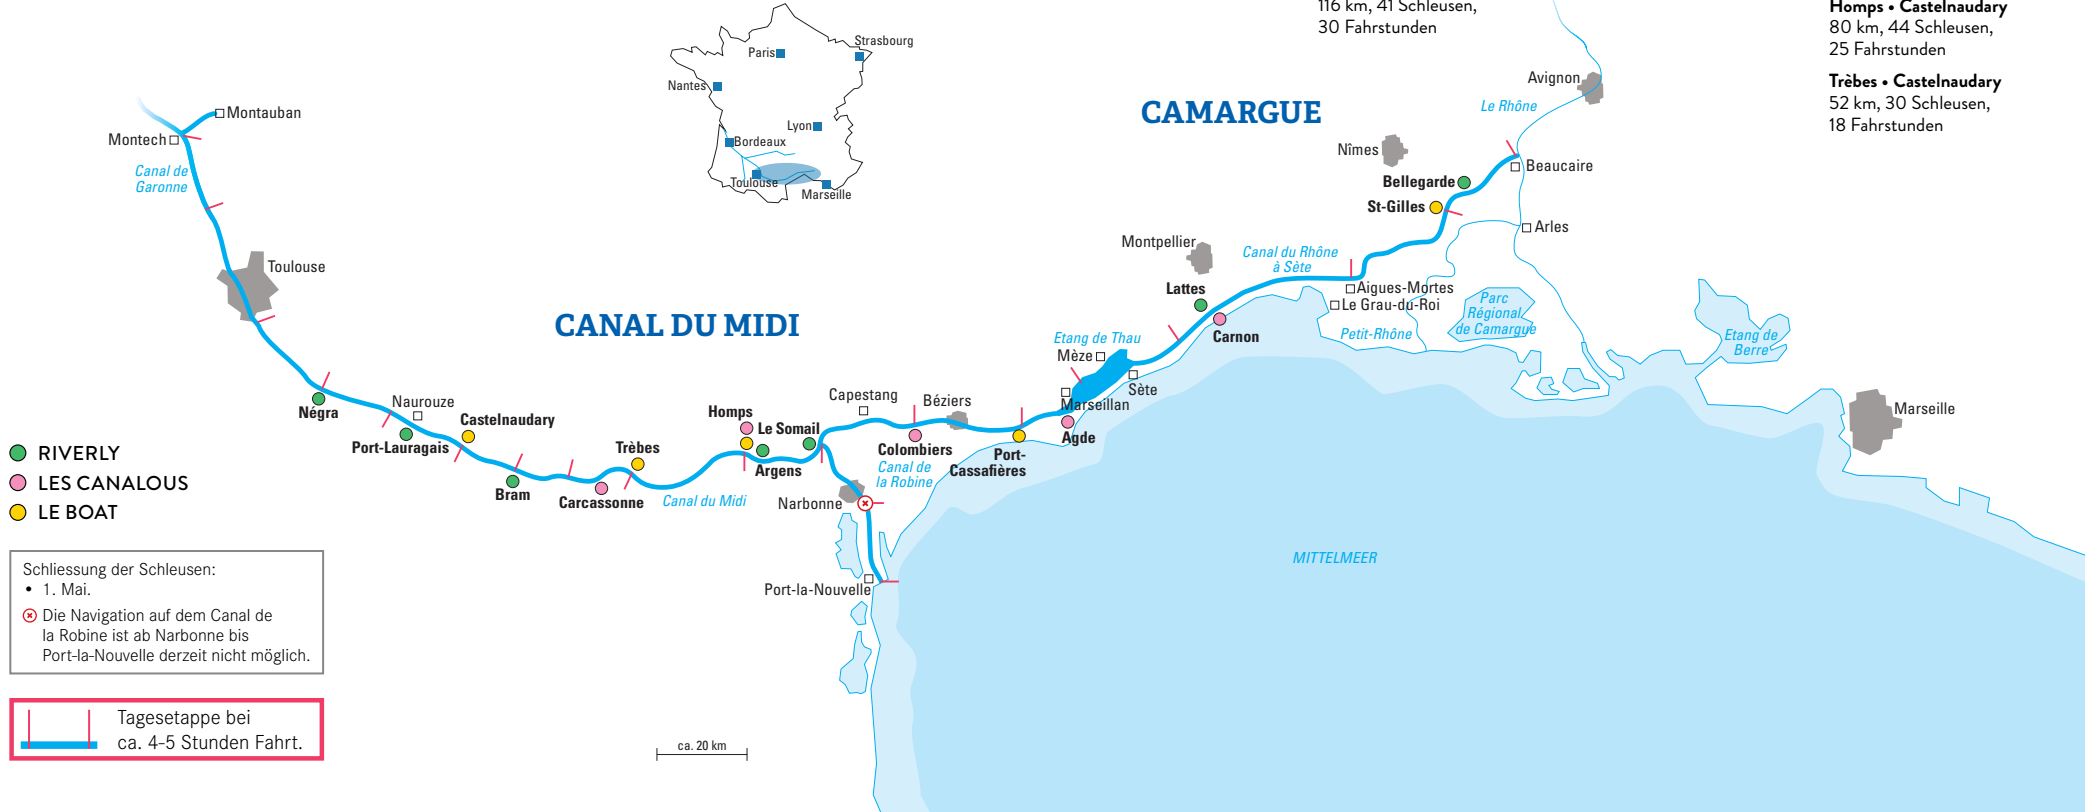 116 km, 41 Schleusen,
30 Fahrstunden
Homps • Castelnaudary
80 km, 44 Schleusen,
25 Fahrstunden
Trèbes • Castelnaudary
52 km, 30 Schleusen,
18 Fahrstunden
Paris
Strasbourg
Nantes
Lyon
Bordeaux
Toulouse
Marseille
CAMARGUE
Avignon
Le Rhône
Nîmes
Beaucaire
Bellegarde
St-Gilles
Arles
Montpellier
Canal du Rhône
à Sète
Lattes
Aigues-Mortes
Le Grau-du-Roi
Parc
Régional
de Camargue
Petit-Rhône
Carnon
Etang de
Berre
Marseille
Montauban
Montech
Canal de
Garonne
Toulouse
CANAL DU MIDI
Etang de Thau
Mèze
Sète
Marseillan
Agde
Négra
Naurouze
Castelnaudary
Port-Lauragais
Bram
Carcassonne
Trèbes
Canal du Midi
Homps
Le Somail
Argens
Capestang
Béziers
Colombiers
Canal de
la Robine
Port-
Cassafières
Narbonne
Port-la-Nouvelle
MITTELMEER
RIVERLY
LES CANALOUS
LE BOAT
Schliessung der Schleusen:
• 1. Mai.
Die Navigation auf dem Canal de
la Robine ist ab Narbonne bis
Port-la-Nouvelle derzeit nicht möglich.
Tagesetappe bei
ca. 4-5 Stunden Fahrt.
ca. 20 km